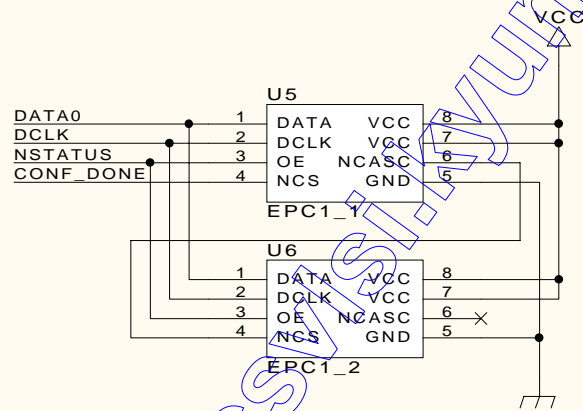 VCC
U5
DATA0 1 DATA VCC 8
DCLK 2 DCLK VCC 7
NSTATUS 3 OE NCASC 6
CONF_DONE 4 NCS GND 5
EPC1_1
U6
1 DATA VCC 8
2 DCLK VCC 7
3 OE NCASC 6
4 NCS GND 5
EPC1_2
ssvlsi.kyun